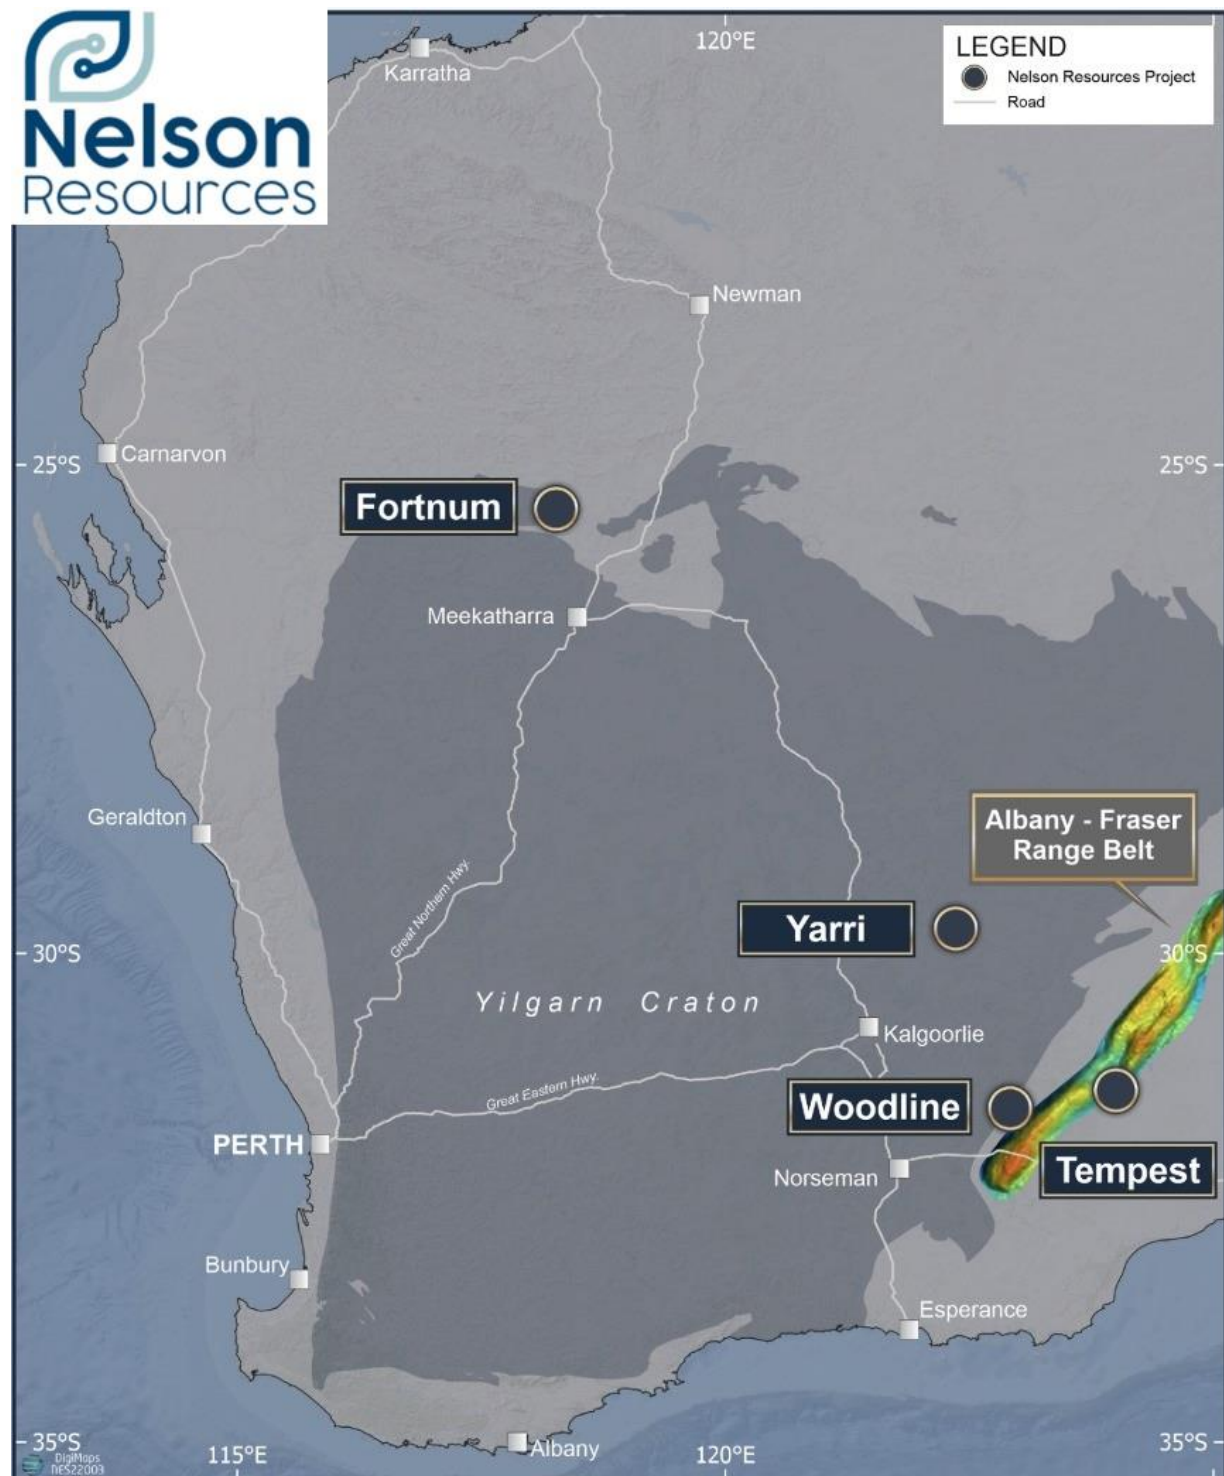 Nelson
Resources
Karratha
120°E
LEGEND
Nelson Resources Project
Road
Newman
Carnarvon
25°S
25°S
Fortnum
Meekatharra
Geraldton
Albany - Fraser
Range Belt
Great Northern Hwy.
Yarri
30°S
30°S
Yilgarn Craton
Kalgoorlie
Great Eastern Hwy.
Woodline
PERTH
Norseman
Tempest
Bunbury
Esperance
35°S
DigiMaps
NES22003
115°E
Albany
120°E
35°S